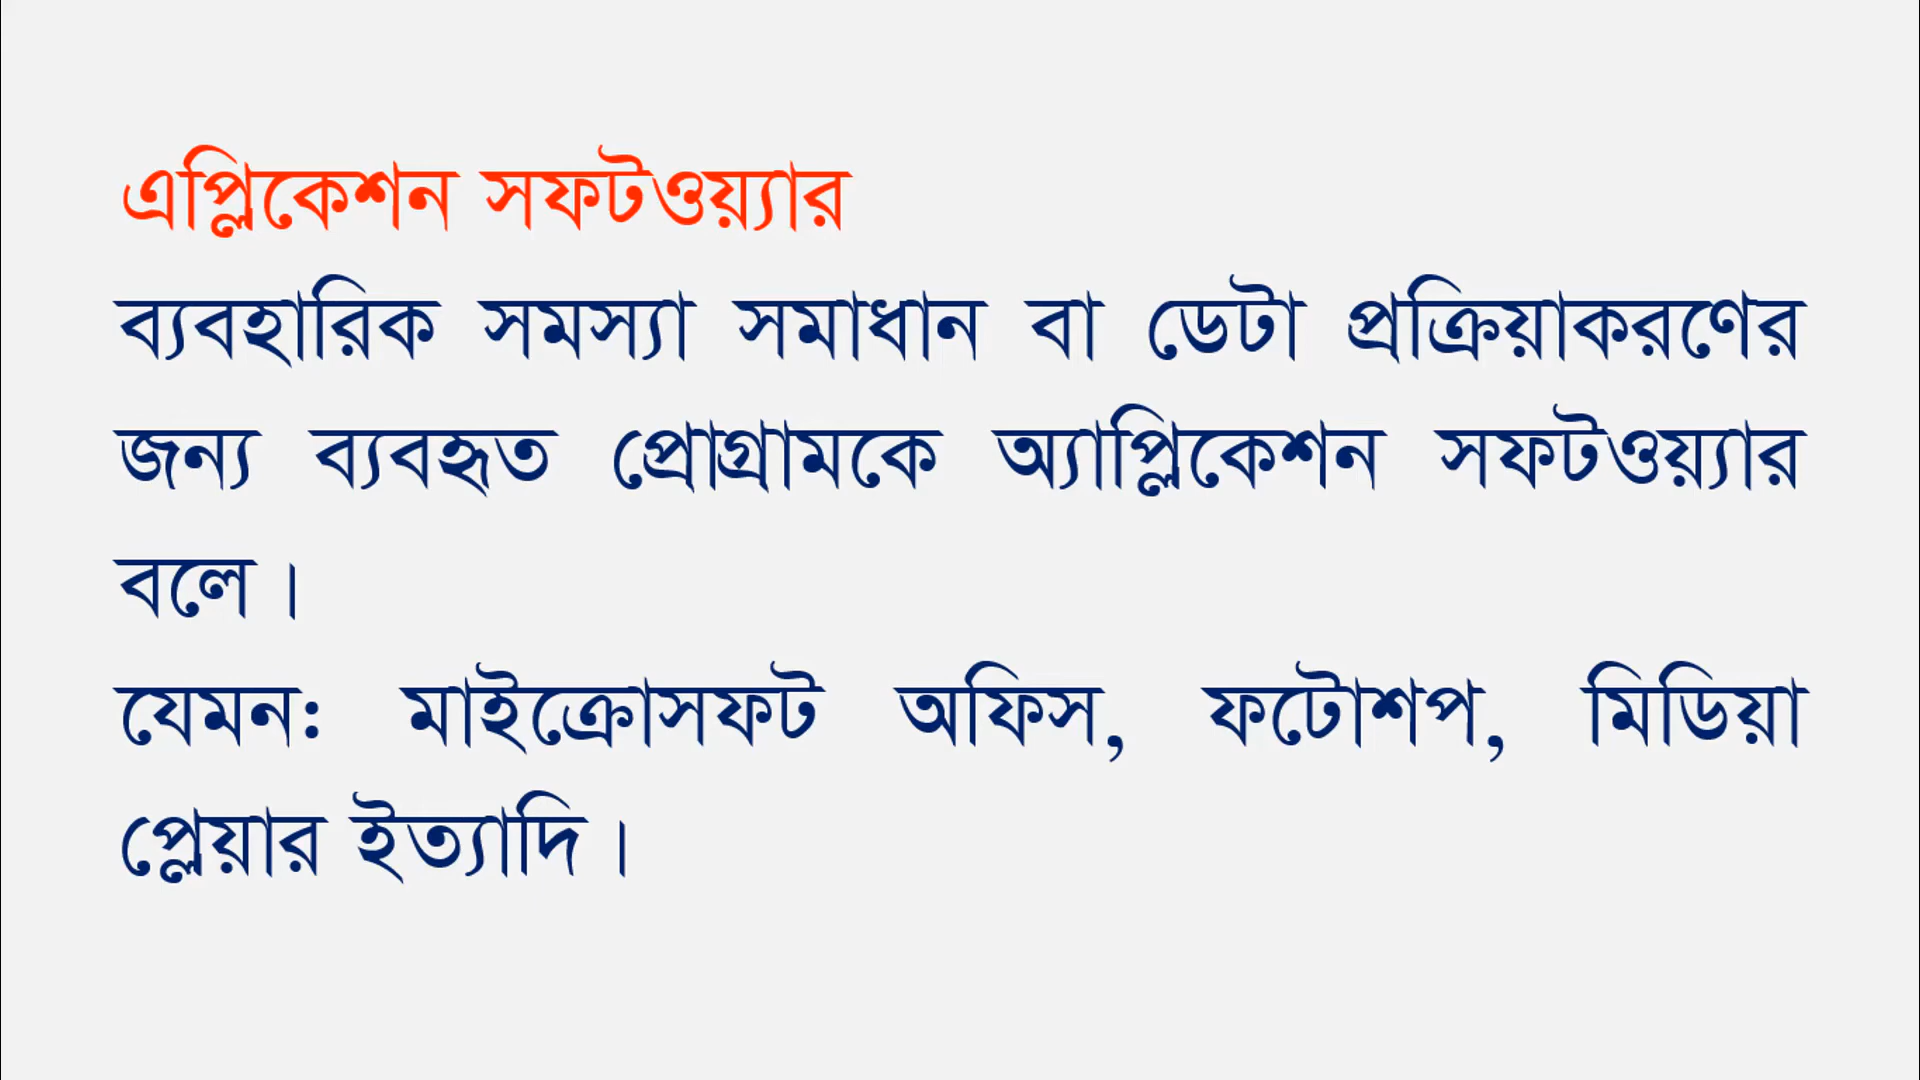 এপ্লিকেশন সফটওয়্যার
ব্যবহারিক সমস্যা সমাধান বা ডেটা প্রক্রিয়াকরণের
জন্য ব্যবহৃত প্রোগ্রামকে অ্যাপ্লিকেশন সফটওয়্যার
বলে।
যেমন: মাইক্রোসফট অফিস, ফটোশপ, মিডিয়া
প্লেয়ার ইত্যাদি।